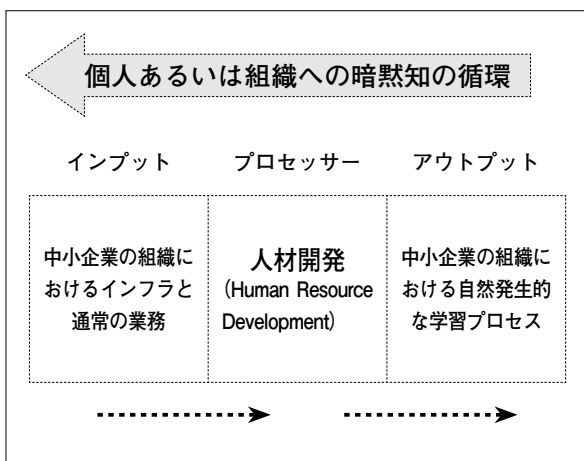 個人あるいは組織への暗黙知の循環
インプット
プロセッサー
アウトプット
中小企業の組織に
おけるインフラと
通常の業務
人材開発
(Human Resource
Development)
中小企業の組織に
おける自然発生的
な学習プロセス